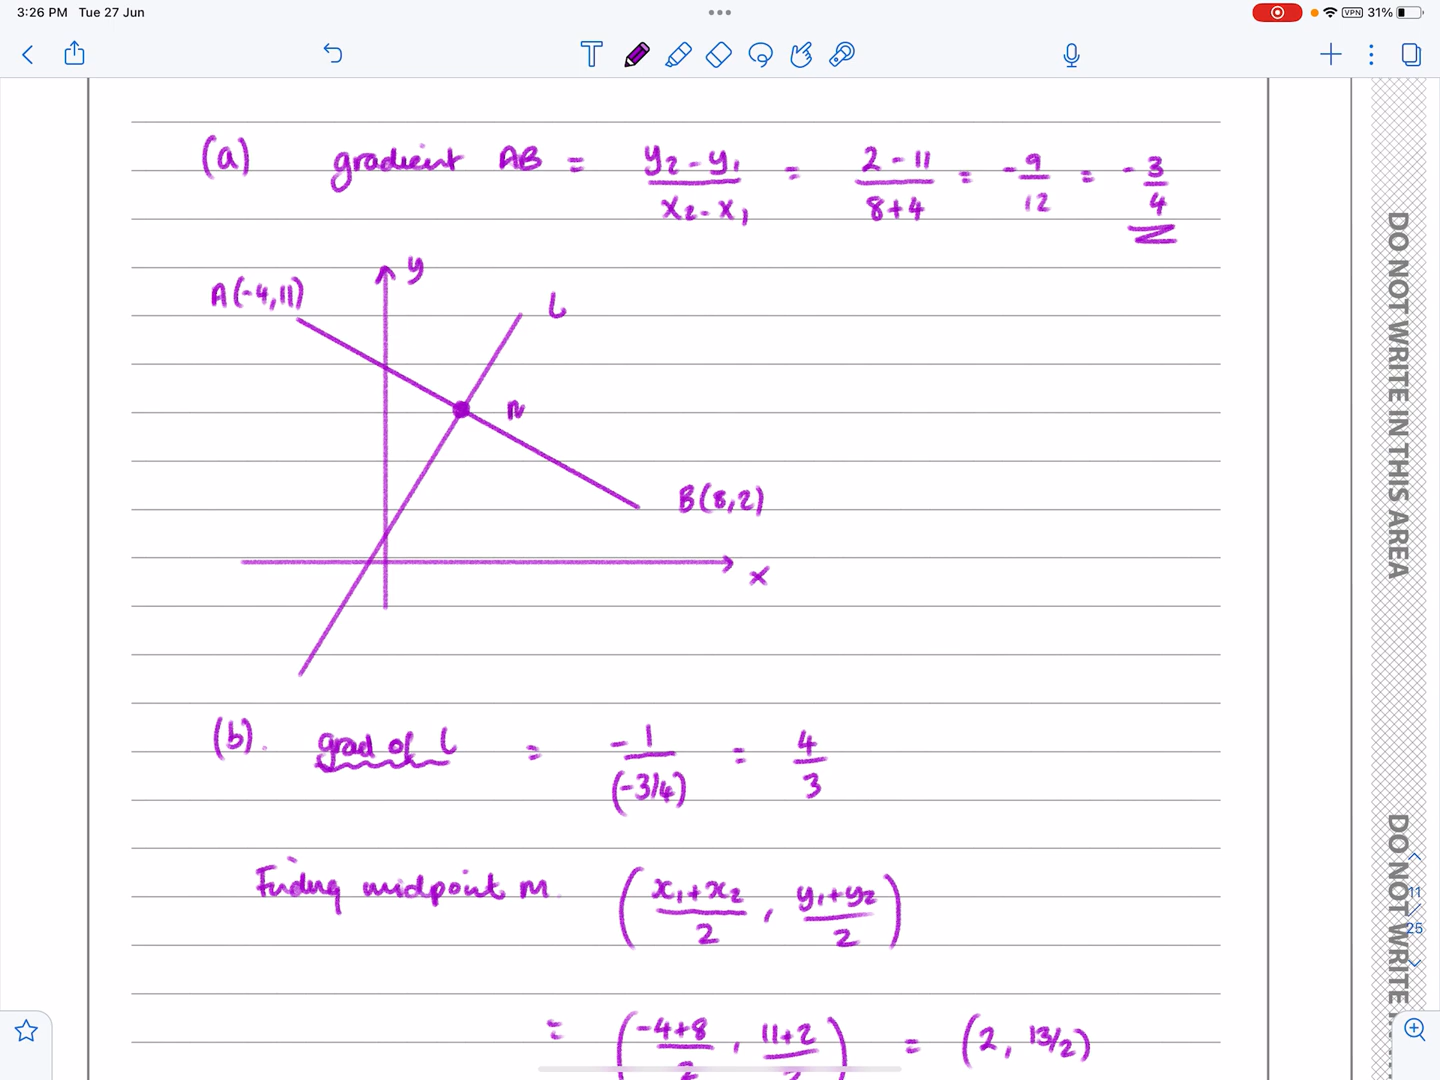 3:26 PM Tue 27 Jun
VPN 31%
T
(a) gradient AB = y₂-y₁/x₂-x₁ = 2-11/8+4 = -9/12 = -3/4
y
A(-4,11)
L
B(8,2)
x
(b). grad of l = -1/(-3/4) = 4/3
Finding midpoint M (x₁+x₂/2, y₁+y₂/2)
= (-4+8/2, 11+2/2) = (2, 13/2)
DO NOT WRITE IN THIS AREA
DO NOT WRITE
11
25